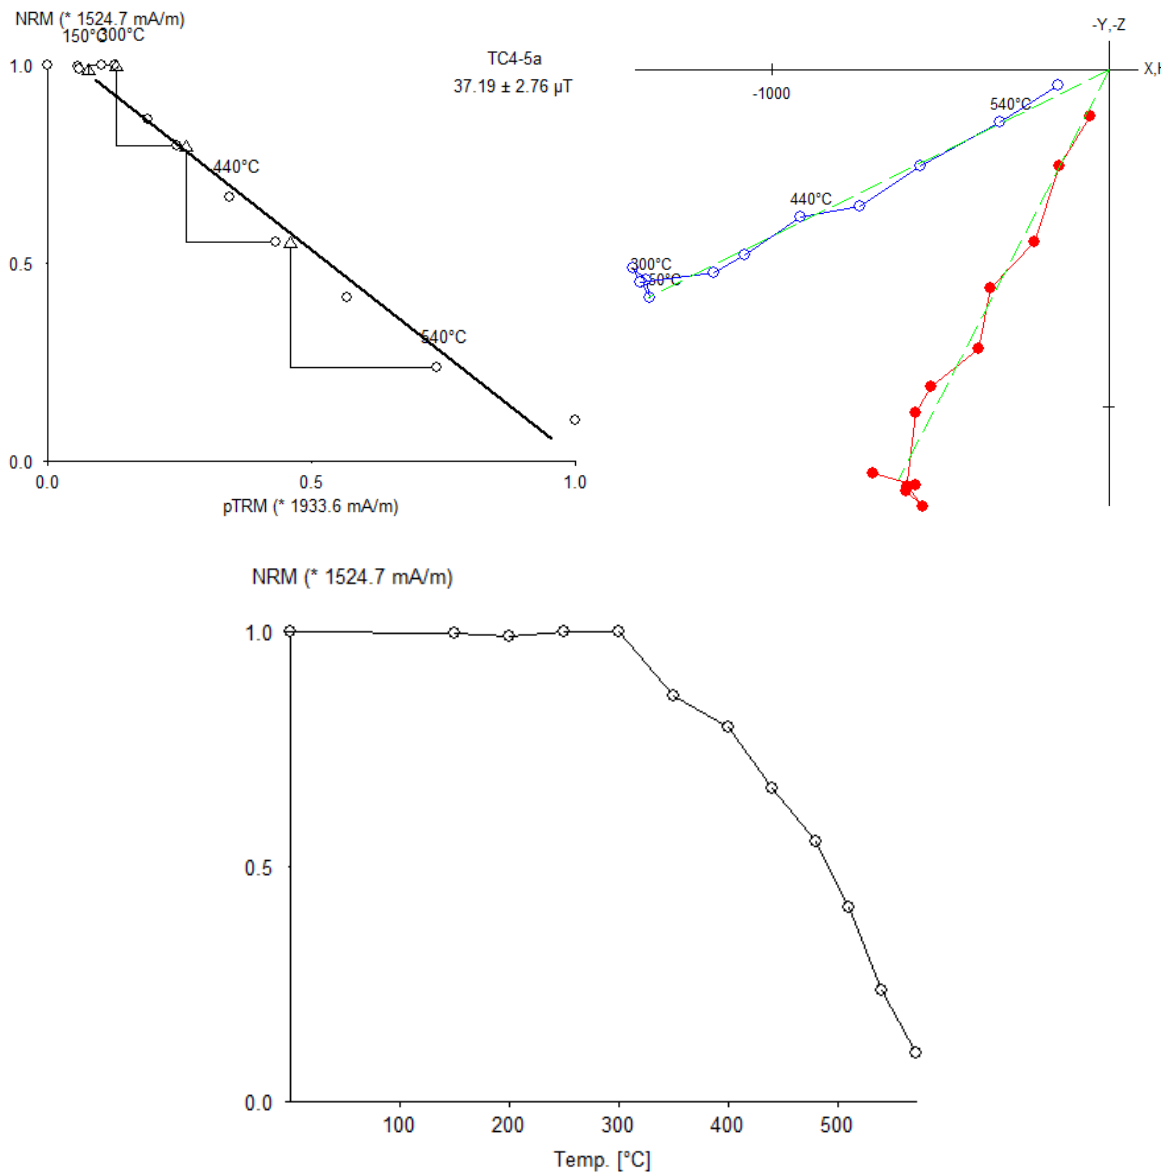 NRM (* 1524.7 mA/m)
150°C 300°C
1.0
0.5
0.0
0.0 0.5 1.0
pTRM (* 1933.6 mA/m)
440°C
540°C
TC4-5a
37.19 ± 2.76 µT
-Y,-Z
X,
-1000
540°C
440°C
300°C
NRM (* 1524.7 mA/m)
1.0
0.5
0.0
100 200 300 400 500
Temp. [°C]